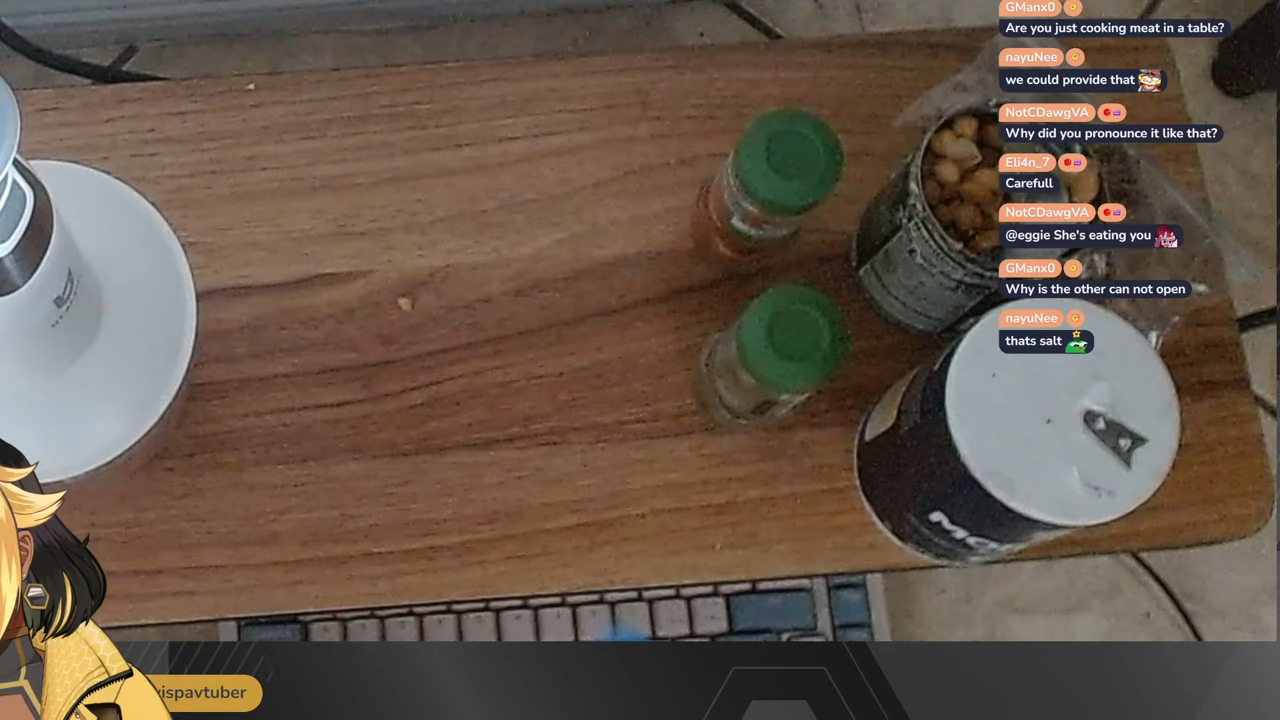 GManx0
Are you just cooking meat in a table?
nayuNee
we could provide that
NotCDawgVA
Why did you pronounce it like that?
Eli4n_7
Carefull
NotCDawgVA
@eggie She's eating you
GManx0
Why is the other can not open
nayuNee
thats salt
vispavtuber